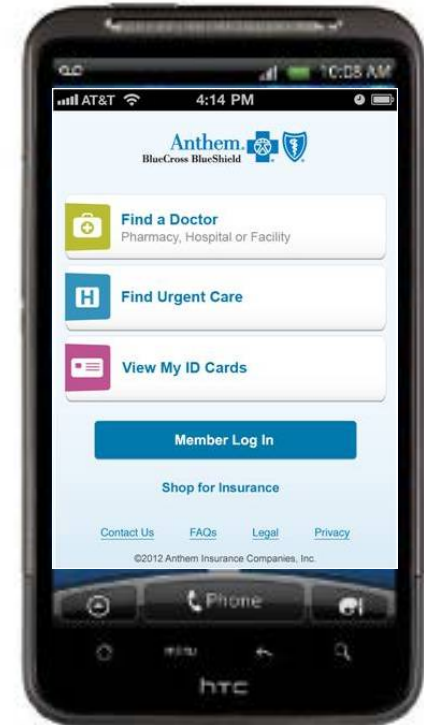 10:08 AM
AT&T 4:14 PM
Anthem.
BlueCross BlueShield
Find a Doctor
Pharmacy, Hospital or Facility
H Find Urgent Care
View My ID Cards
Member Log In
Shop for Insurance
Contact Us FAQs Legal Privacy
©2012 Anthem Insurance Companies, Inc.
Phone
menu
hTC